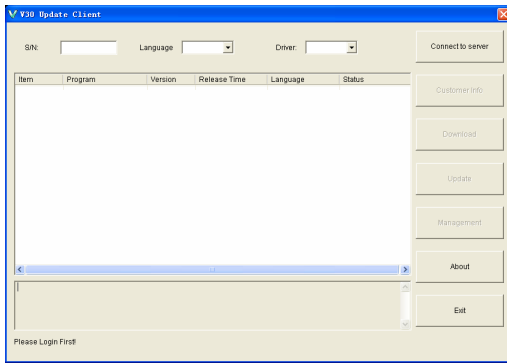 V30 Update Client
S/N: Language Driver: Connect to server
Item Program Version Release Time Language Status
Customer Info
Download
Update
Management
About
Exit
Please Login First!